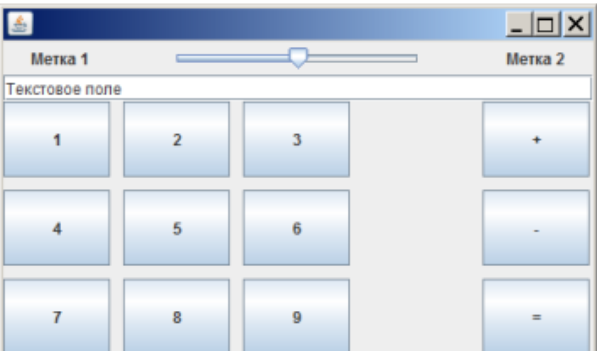 Метка 1 Метка 2
Текстовое поле
1 2 3 +
4 5 6 -
7 8 9 =